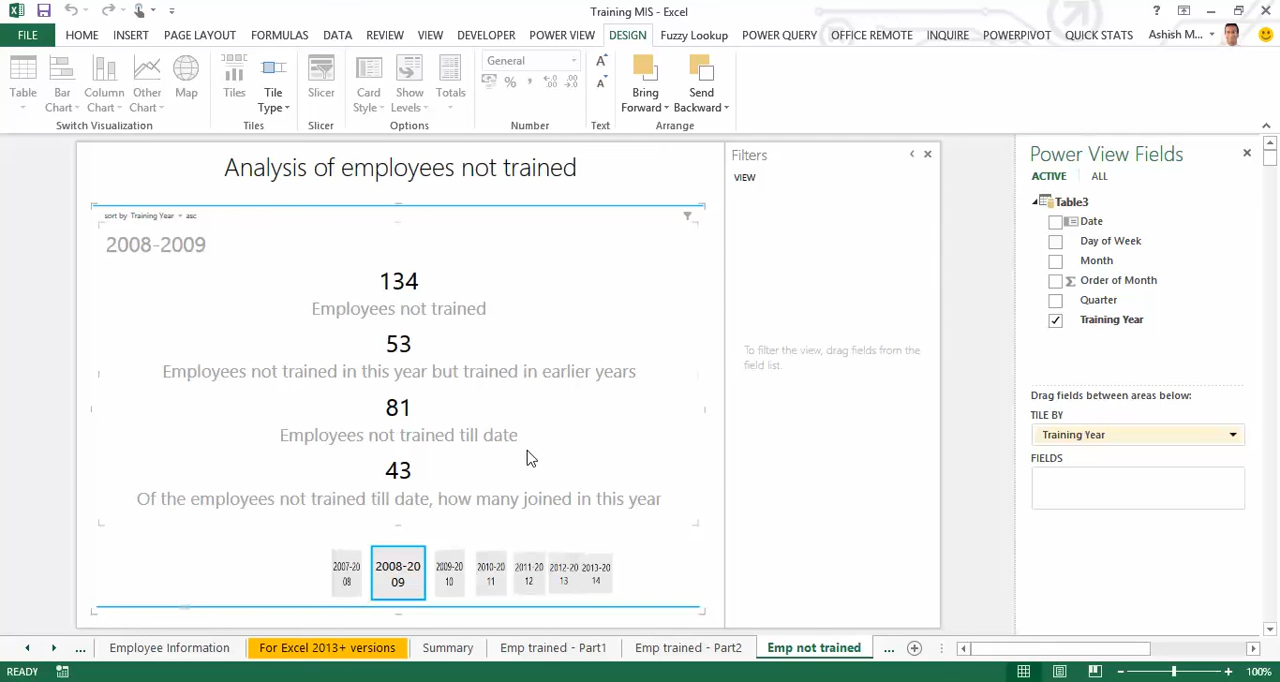 Training MIS - Excel
FILE HOME INSERT PAGE LAYOUT FORMULAS DATA REVIEW VIEW DEVELOPER POWER VIEW DESIGN Fuzzy Lookup POWER QUERY OFFICE REMOTE INQUIRE POWERPIVOT QUICK STATS Ashish M...
Table Bar Chart Column Chart Other Chart Map Tiles Tile Type Slicer Card Style Show Levels Totals General % , Bring Forward Send Backward
Switch Visualization Tiles Slicer Options Number Text Arrange
Analysis of employees not trained
sort by Training Year asc
2008-2009
134
Employees not trained
53
Employees not trained in this year but trained in earlier years
81
Employees not trained till date
43
Of the employees not trained till date, how many joined in this year
2007-2008 2008-2009 2009-2010 2010-2011 2011-2012 2012-2013 2013-2014
Filters
VIEW
To filter the view, drag fields from the
field list.
Power View Fields
ACTIVE ALL
Table3
Date
Day of Week
Month
Order of Month
Quarter
Training Year
Drag fields between areas below:
TILE BY
Training Year
FIELDS
... Employee Information For Excel 2013+ versions Summary Emp trained - Part1 Emp trained - Part2 Emp not trained ...
READY 100%